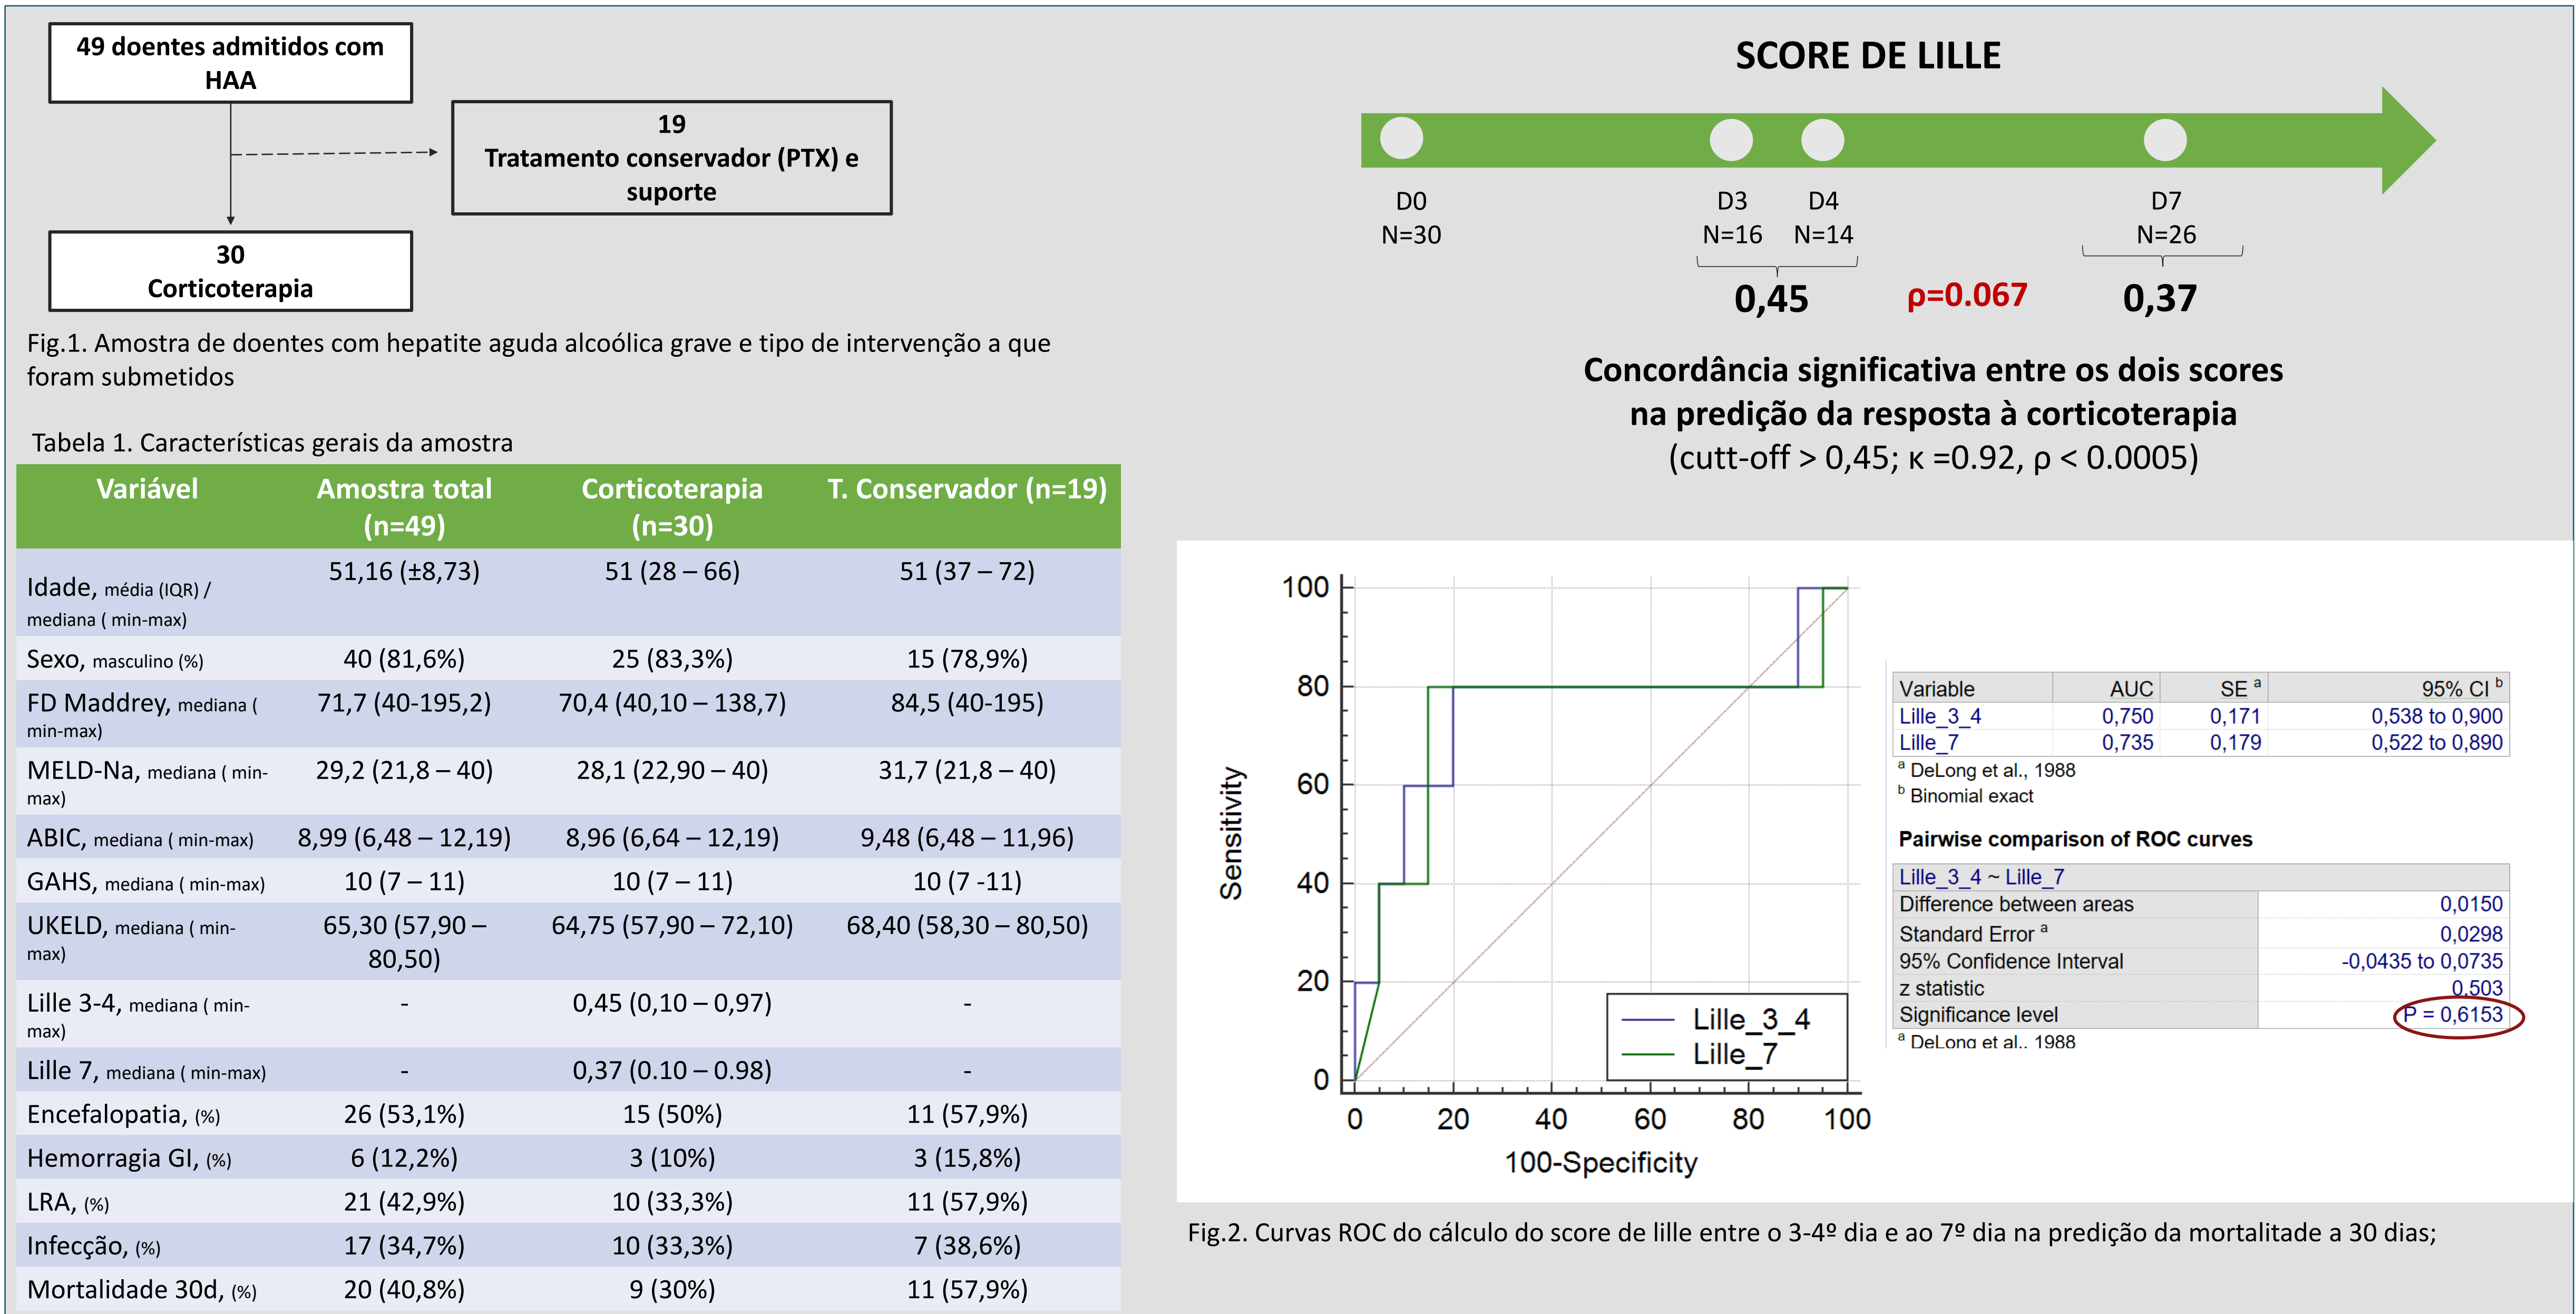 49 doentes admitidos com
HAA
19
Tratamento conservador (PTX) e
suporte
30
Corticoterapia
Fig.1. Amostra de doentes com hepatite aguda alcoólica grave e tipo de intervenção a que
foram submetidos
Tabela 1. Características gerais da amostra
Variável Amostra total (n=49) Corticoterapia (n=30) T. Conservador (n=19)
Idade, média (IQR) / mediana ( min-max) 51,16 (±8,73) 51 (28 – 66) 51 (37 – 72)
Sexo, masculino (%) 40 (81,6%) 25 (83,3%) 15 (78,9%)
FD Maddrey, mediana ( min-max) 71,7 (40-195,2) 70,4 (40,10 – 138,7) 84,5 (40-195)
MELD-Na, mediana ( min-max) 29,2 (21,8 – 40) 28,1 (22,90 – 40) 31,7 (21,8 – 40)
ABIC, mediana ( min-max) 8,99 (6,48 – 12,19) 8,96 (6,64 – 12,19) 9,48 (6,48 – 11,96)
GAHS, mediana ( min-max) 10 (7 – 11) 10 (7 – 11) 10 (7 -11)
UKELD, mediana ( min-max) 65,30 (57,90 – 80,50) 64,75 (57,90 – 72,10) 68,40 (58,30 – 80,50)
Lille 3-4, mediana ( min-max) - 0,45 (0,10 – 0,97) -
Lille 7, mediana ( min-max) - 0,37 (0.10 – 0.98) -
Encefalopatia, (%) 26 (53,1%) 15 (50%) 11 (57,9%)
Hemorragia GI, (%) 6 (12,2%) 3 (10%) 3 (15,8%)
LRA, (%) 21 (42,9%) 10 (33,3%) 11 (57,9%)
Infecção, (%) 17 (34,7%) 10 (33,3%) 7 (38,6%)
Mortalidade 30d, (%) 20 (40,8%) 9 (30%) 11 (57,9%)
SCORE DE LILLE
D0 D3 D4 D7
N=30 N=16 N=14 N=26
0,45 ρ=0.067 0,37
Concordância significativa entre os dois scores
na predição da resposta à corticoterapia
(cutt-off > 0,45; κ =0.92, ρ < 0.0005)
100
80
60
40
20
0
Sensitivity
Lille_3_4
Lille_7
0 20 40 60 80 100
100-Specificity
Variable AUC SE a 95% CI b
Lille_3_4 0,750 0,171 0,538 to 0,900
Lille_7 0,735 0,179 0,522 to 0,890
a DeLong et al., 1988
b Binomial exact
Pairwise comparison of ROC curves
Lille_3_4 ~ Lille_7
Difference between areas 0,0150
Standard Error a 0,0298
95% Confidence Interval -0,0435 to 0,0735
z statistic 0,503
Significance level P = 0,6153
a DeLong et al., 1988
Fig.2. Curvas ROC do cálculo do score de lille entre o 3-4º dia e ao 7º dia na predição da mortalitade a 30 dias;